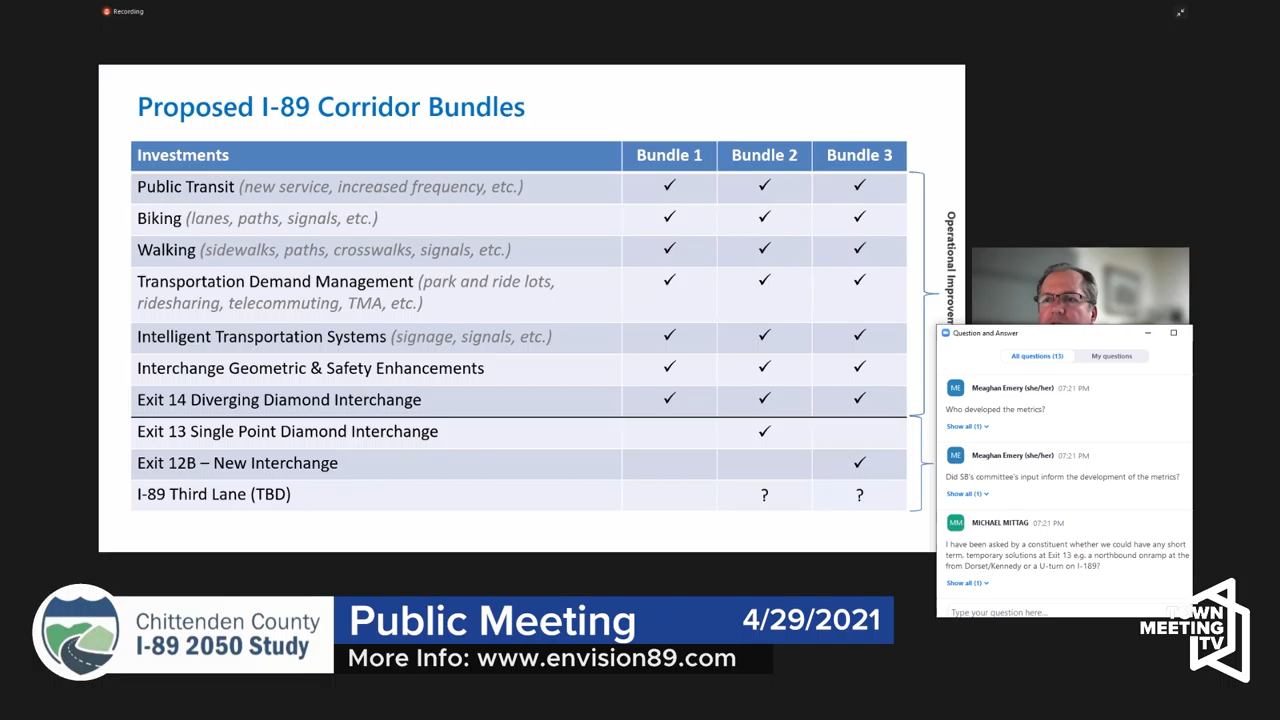 Recording
Proposed I-89 Corridor Bundles
Investments Bundle 1 Bundle 2 Bundle 3
Public Transit (new service, increased frequency, etc.) ✓ ✓ ✓
Biking (lanes, paths, signals, etc.) ✓ ✓ ✓
Walking (sidewalks, paths, crosswalks, signals, etc.) ✓ ✓ ✓
Transportation Demand Management (park and ride lots, ✓ ✓ ✓
ridesharing, telecommuting, TMA, etc.)
Intelligent Transportation Systems (signage, signals, etc.) ✓ ✓ ✓
Interchange Geometric & Safety Enhancements ✓ ✓ ✓
Exit 14 Diverging Diamond Interchange ✓ ✓ ✓
Exit 13 Single Point Diamond Interchange ✓
Exit 12B – New Interchange ✓
I-89 Third Lane (TBD) ? ?
Operational
Question and Answer
All questions (13) My questions
ME Meaghan Emery (she/her) 07:21 PM
Who developed the metrics?
Show all (1)
ME Meaghan Emery (she/her) 07:21 PM
Did SB's committee's input inform the development of the metrics?
Show all (1)
MM MICHAEL MITTAG 07:21 PM
I have been asked by a constituent whether we could have any short
term, temporary solutions at Exit 13 e.g. a northbound onramp at the
from Dorset/Kennedy or a U-turn on I-189?
Show all (1)
Type your question here...
Chittenden County
I-89 2050 Study
Public Meeting 4/29/2021
More Info: www.envision89.com
TOWN
MEETING
TV